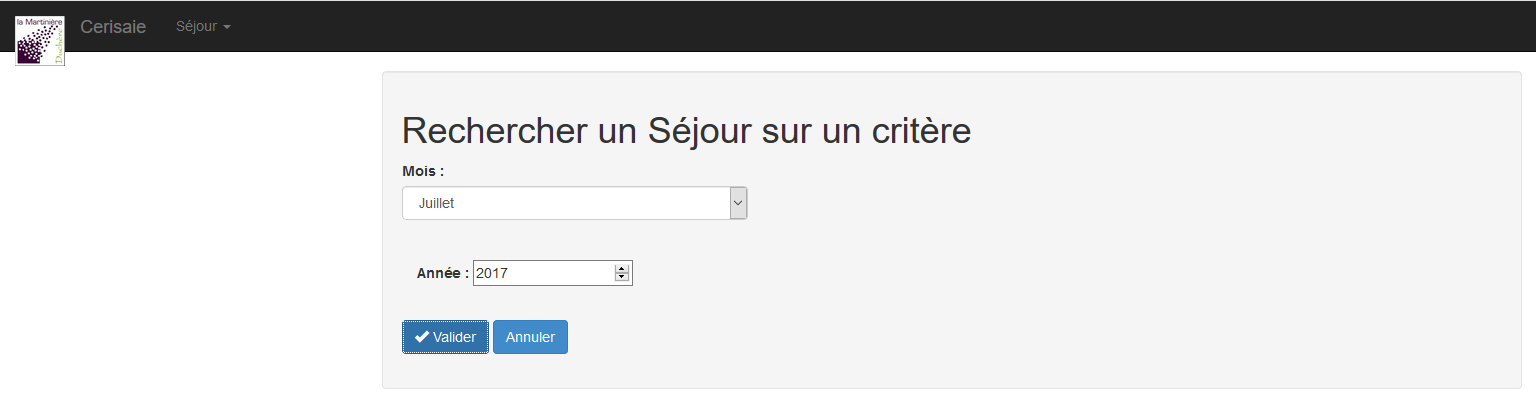 la Martinière
Duchère
Cerisaie
Séjour
Rechercher un Séjour sur un critère
Mois :
Juillet
Année : 2017
Valider Annuler